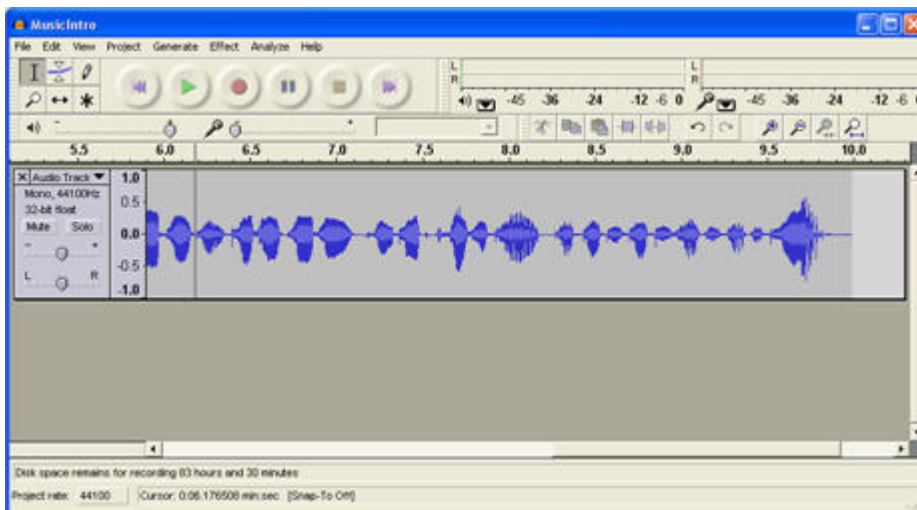 MusicIntro
File Edit View Project Generate Effect Analyze Help
L
R
-45 -36 -24 -12 -6 0
L
R
-45 -36 -24 -12 -6
- +
5.5 6.0 6.5 7.0 7.5 8.0 8.5 9.0 9.5 10.0
X Audio Track
Mono, 44100Hz
32-bit float
Mute Solo
- +
L R
1.0
0.5
0.0
-0.5
-1.0
Disk space remains for recording 83 hours and 30 minutes
Project rate: 44100 Cursor: 0:06.176508 min:sec [Snap-To Off]